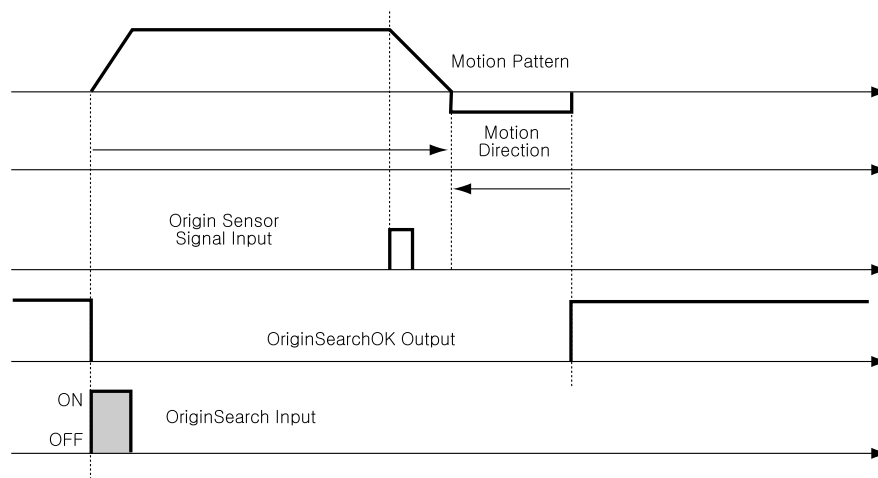 Motion Pattern
Motion
Direction
Origin Sensor
Signal Input
OriginSearchOK Output
ON
OriginSearch Input
OFF